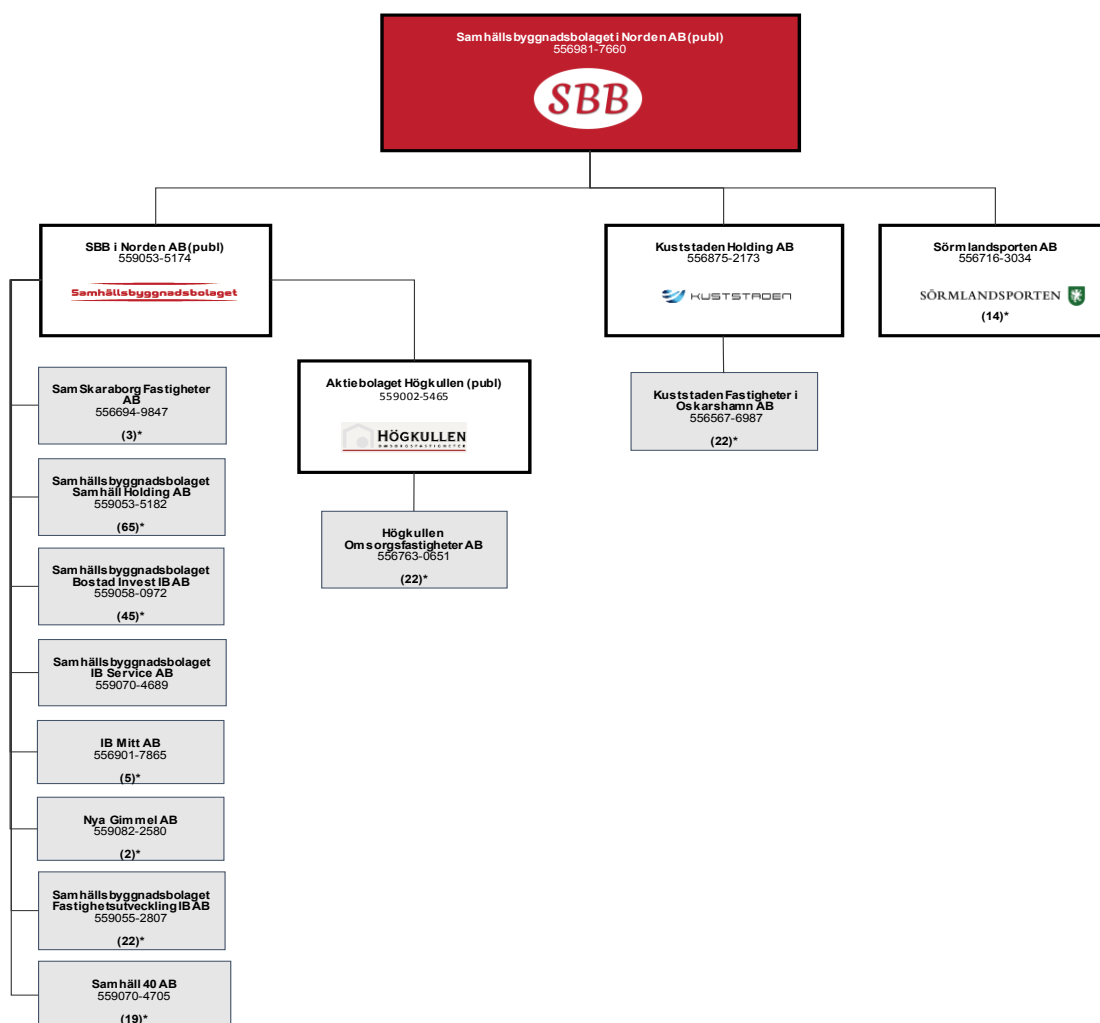 Samhällsbyggnadsbolaget i Norden AB (publ)
556981-7660
SBB
SBB i Norden AB (publ)
559053-5174
Samhällsbyggnadsbolaget
Kuststaden Holding AB
556875-2173
KUSTSTADEN
Sörmlandsporten AB
556716-3034
SÖRMLANDSPORTEN
(14)*
Aktiebolaget Högkullen (publ)
559002-5465
HÖGKULLEN
OMSORGSFASTIGHETER
Högkullen
Omsorgsfastigheter AB
556763-0651
(22)*
Kuststaden Fastigheter i
Oskarshamn AB
556567-6987
(22)*
SamSkaraborg Fastigheter
AB
556694-9847
(3)*
Samhällsbyggnadsbolaget
Samhäll Holding AB
559053-5182
(65)*
Samhällsbyggnadsbolaget
Bostad Invest IB AB
559058-0972
(45)*
Samhällsbyggnadsbolaget
IB Service AB
559070-4689
IB Mitt AB
556901-7865
(5)*
Nya Gimmel AB
559082-2580
(2)*
Samhällsbyggnadsbolaget
Fastighetsutveckling IB AB
559055-2807
(22)*
Samhäll 40 AB
559070-4705
(19)*